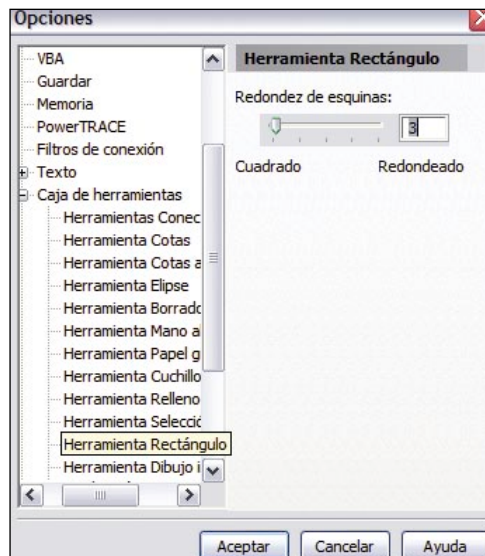 Opciones
VBA
Guardar
Memoria
PowerTRACE
Filtros de conexión
Texto
Caja de herramientas
Herramientas Conec
Herramienta Cotas
Herramienta Cotas a
Herramienta Elipse
Herramienta Borrado
Herramienta Mano al
Herramienta Papel g
Herramienta Cuchillo
Herramienta Relleno
Herramienta Selecció
Herramienta Rectángulo
Herramienta Dibujo i
Herramienta Rectángulo
Redondez de esquinas:
3
Cuadrado Redondeado
Aceptar Cancelar Ayuda